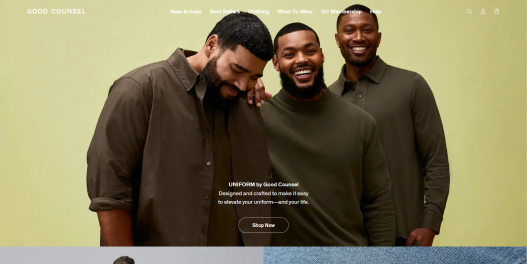 GOOD COUNSEL
New Arrivals Best Sellers Clothing What To Wear GC Membership Help
UNIFORM by Good Counsel
Designed and crafted to make it easy
to elevate your uniform—and your life.
Shop Now